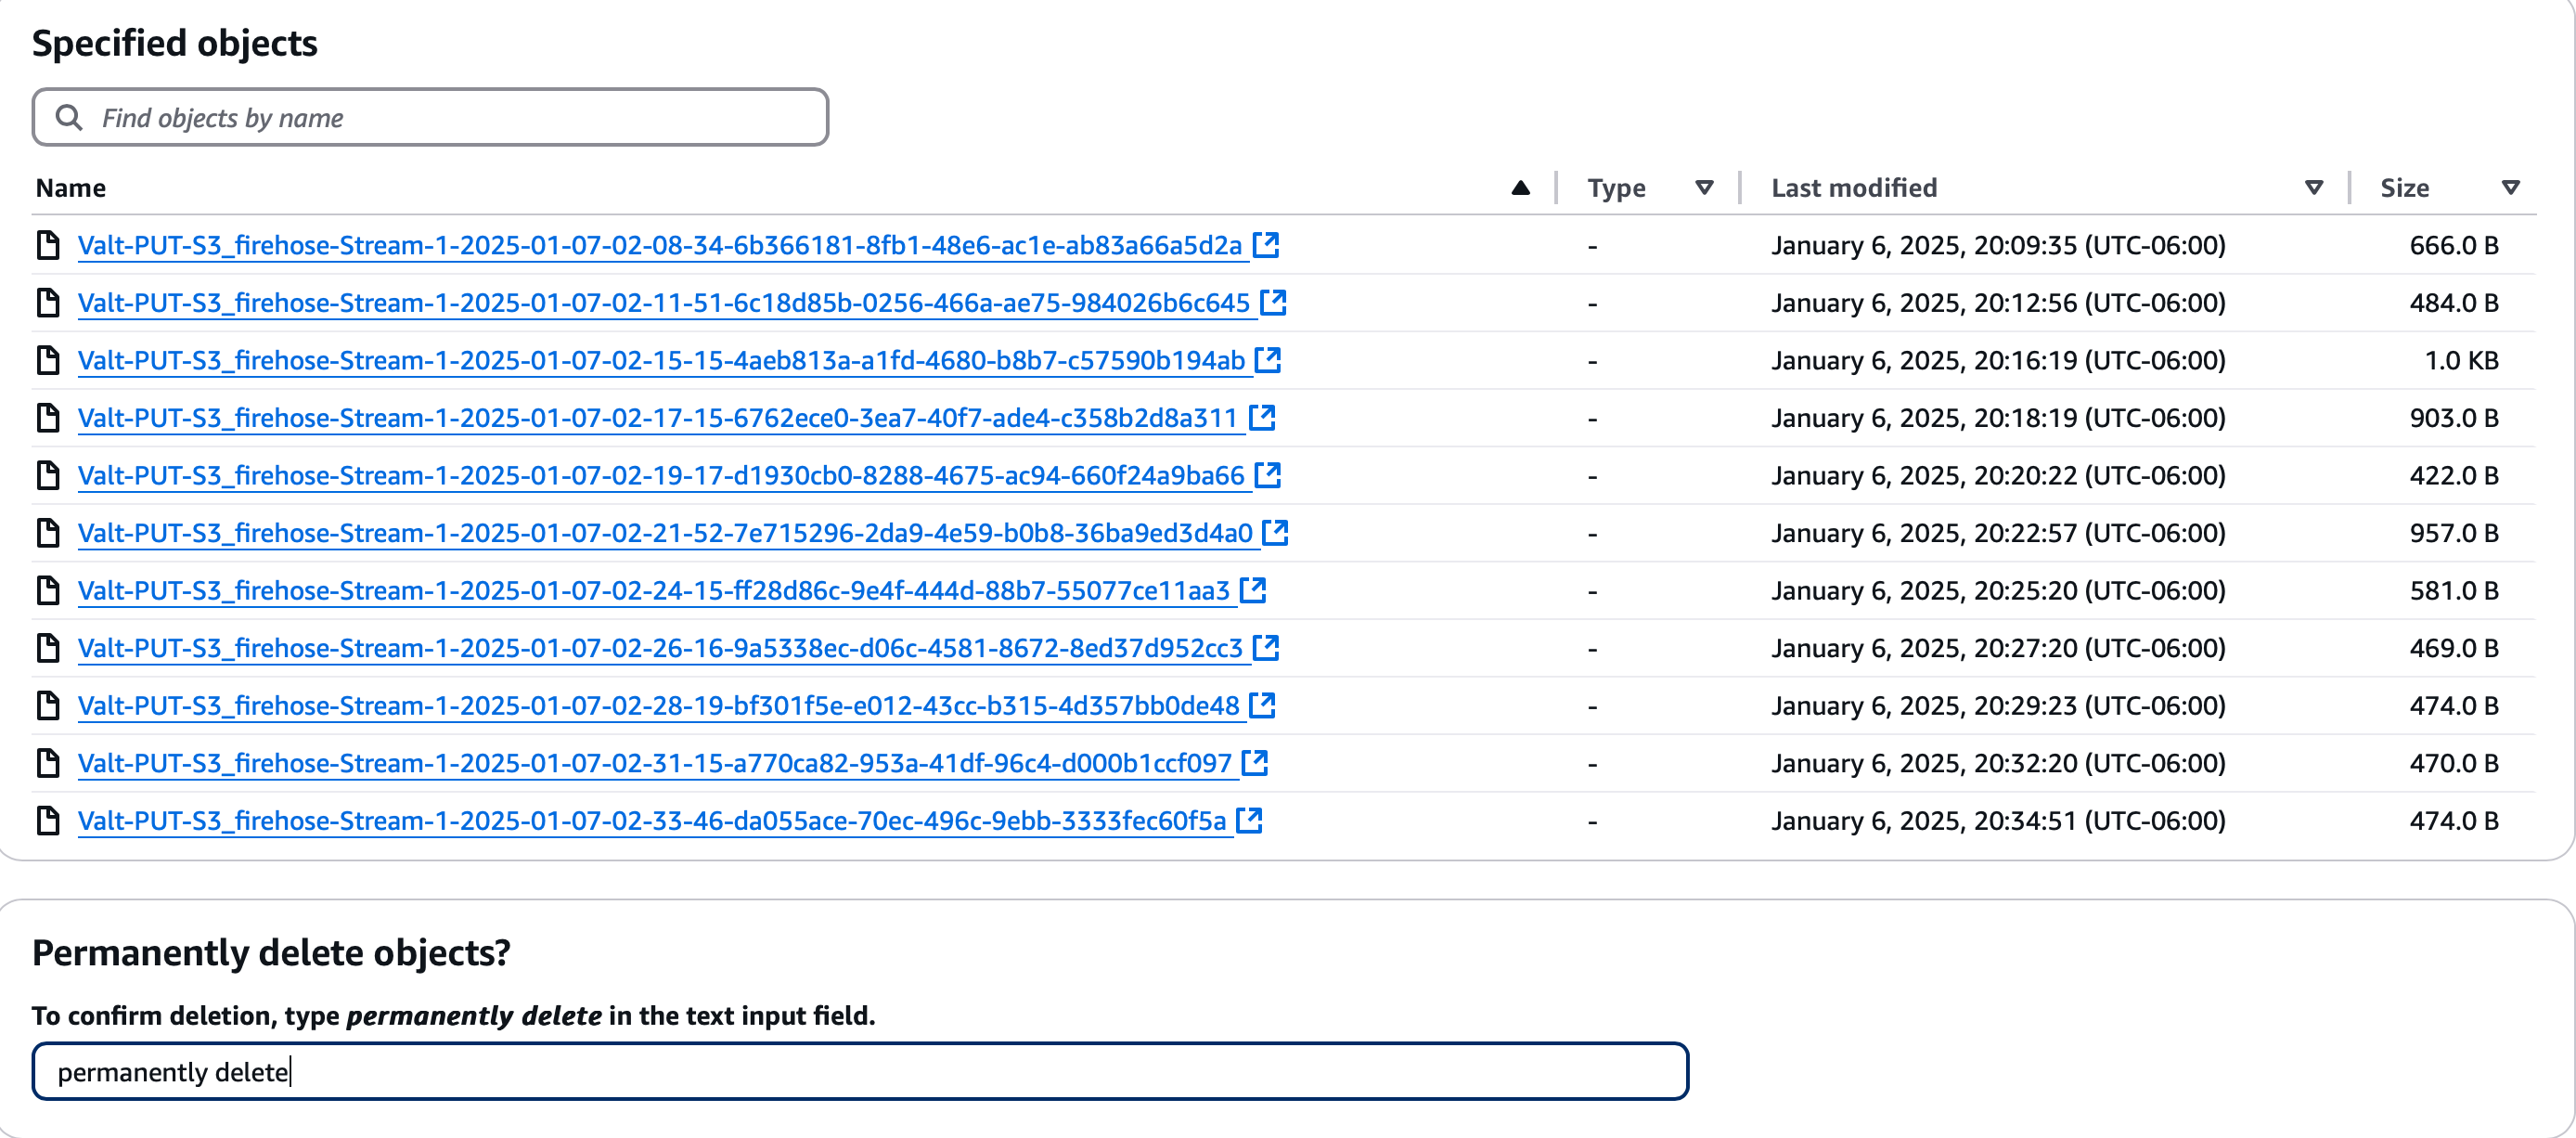 Specified objects
Find objects by name
Name Type Last modified Size
Valt-PUT-S3_firehose-Stream-1-2025-01-07-02-08-34-6b366181-8fb1-48e6-ac1e-ab83a66a5d2a - January 6, 2025, 20:09:35 (UTC-06:00) 666.0 B
Valt-PUT-S3_firehose-Stream-1-2025-01-07-02-11-51-6c18d85b-0256-466a-ae75-984026b6c645 - January 6, 2025, 20:12:56 (UTC-06:00) 484.0 B
Valt-PUT-S3_firehose-Stream-1-2025-01-07-02-15-15-4aeb813a-a1fd-4680-b8b7-c57590b194ab - January 6, 2025, 20:16:19 (UTC-06:00) 1.0 KB
Valt-PUT-S3_firehose-Stream-1-2025-01-07-02-17-15-6762ece0-3ea7-40f7-ade4-c358b2d8a311 - January 6, 2025, 20:18:19 (UTC-06:00) 903.0 B
Valt-PUT-S3_firehose-Stream-1-2025-01-07-02-19-17-d1930cb0-8288-4675-ac94-660f24a9ba66 - January 6, 2025, 20:20:22 (UTC-06:00) 422.0 B
Valt-PUT-S3_firehose-Stream-1-2025-01-07-02-21-52-7e715296-2da9-4e59-b0b8-36ba9ed3d4a0 - January 6, 2025, 20:22:57 (UTC-06:00) 957.0 B
Valt-PUT-S3_firehose-Stream-1-2025-01-07-02-24-15-ff28d86c-9e4f-444d-88b7-55077ce11aa3 - January 6, 2025, 20:25:20 (UTC-06:00) 581.0 B
Valt-PUT-S3_firehose-Stream-1-2025-01-07-02-26-16-9a5338ec-d06c-4581-8672-8ed37d952cc3 - January 6, 2025, 20:27:20 (UTC-06:00) 469.0 B
Valt-PUT-S3_firehose-Stream-1-2025-01-07-02-28-19-bf301f5e-e012-43cc-b315-4d357bb0de48 - January 6, 2025, 20:29:23 (UTC-06:00) 474.0 B
Valt-PUT-S3_firehose-Stream-1-2025-01-07-02-31-15-a770ca82-953a-41df-96c4-d000b1ccf097 - January 6, 2025, 20:32:20 (UTC-06:00) 470.0 B
Valt-PUT-S3_firehose-Stream-1-2025-01-07-02-33-46-da055ace-70ec-496c-9ebb-3333fec60f5a - January 6, 2025, 20:34:51 (UTC-06:00) 474.0 B
Permanently delete objects?
To confirm deletion, type permanently delete in the text input field.
permanently delete